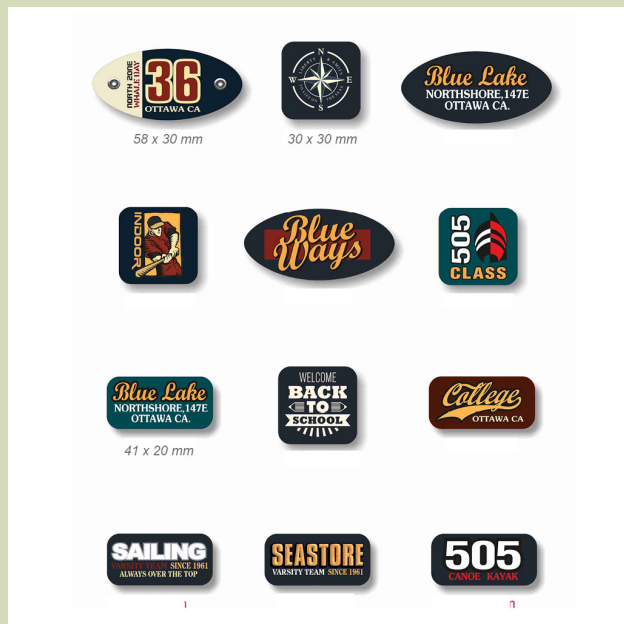 NORTH ZONE
WHALE DAY
36
OTTAWA CA
58 x 30 mm
N
W E
S
30 x 30 mm
Blue Lake
NORTHSHORE,147E
OTTAWA CA.
INDOOR
Blue
Ways
505
CLASS
Blue Lake
NORTHSHORE,147E
OTTAWA CA.
41 x 20 mm
WELCOME
BACK
TO
SCHOOL
College
OTTAWA CA
SAILING
VARSITY TEAM SINCE 1961
ALWAYS OVER THE TOP
SEASTORE
VARSITY TEAM SINCE 1961
505
CANOE KAYAK